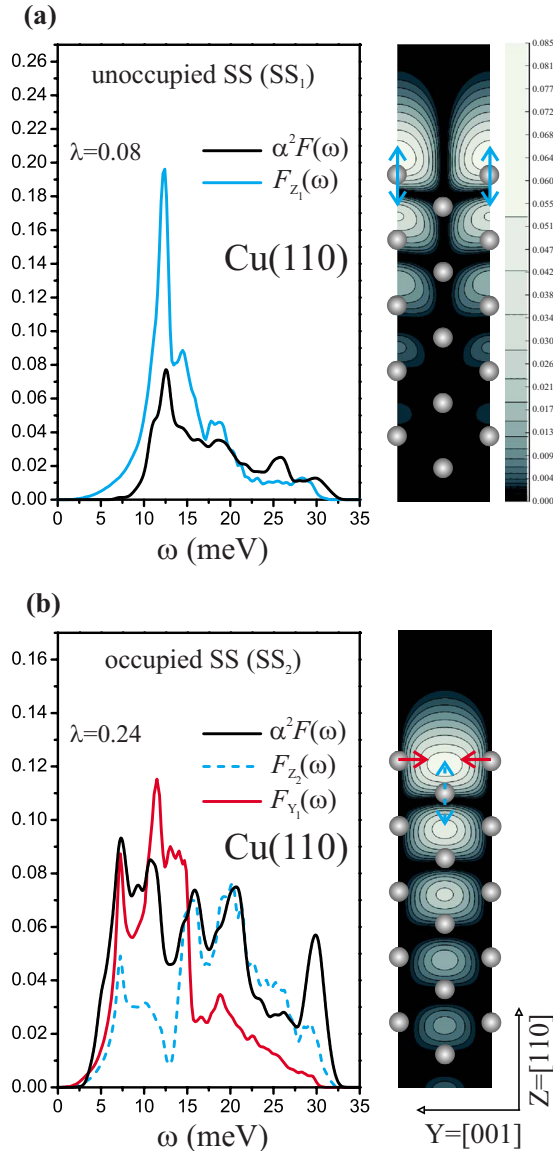 (a)
0.26
0.24
0.22
0.20
0.18
0.16
0.14
0.12
0.10
0.08
0.06
0.04
0.02
0.00
unoccupied SS (SS₁)
λ=0.08
α²F(ω)
F_Z₁(ω)
Cu(110)
0 5 10 15 20 25 30 35
ω (meV)
0.085
0.081
0.077
0.072
0.068
0.064
0.060
0.055
0.051
0.047
0.042
0.038
0.034
0.030
0.026
0.021
0.017
0.013
0.009
0.004
0.000
(b)
0.16
0.14
0.12
0.10
0.08
0.06
0.04
0.02
0.00
occupied SS (SS₂)
λ=0.24
α²F(ω)
F_Z₂(ω)
F_Y₁(ω)
Cu(110)
0 5 10 15 20 25 30 35
ω (meV)
Z=[110]
Y=[001]